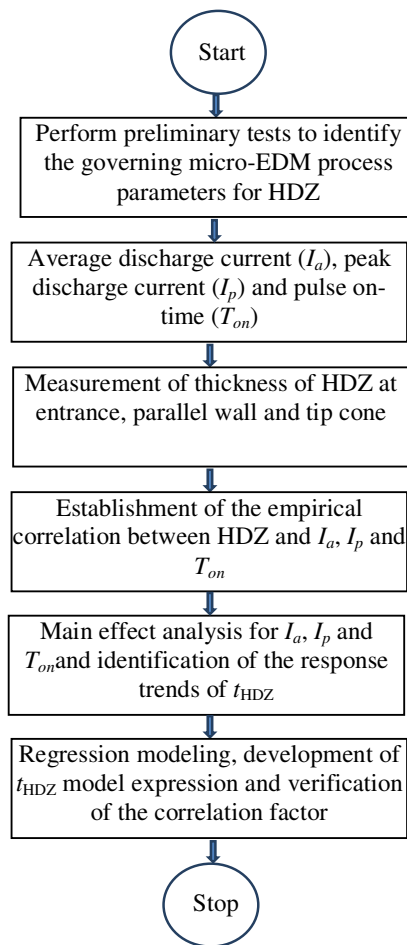 Start
Perform preliminary tests to identify
the governing micro-EDM process
parameters for HDZ
Average discharge current (Ia), peak
discharge current (Ip) and pulse on-
time (Ton)
Measurement of thickness of HDZ at
entrance, parallel wall and tip cone
Establishment of the empirical
correlation between HDZ and Ia, Ip and
Ton
Main effect analysis for Ia, Ip and
Tonand identification of the response
trends of tHDZ
Regression modeling, development of
tHDZ model expression and verification
of the correlation factor
Stop